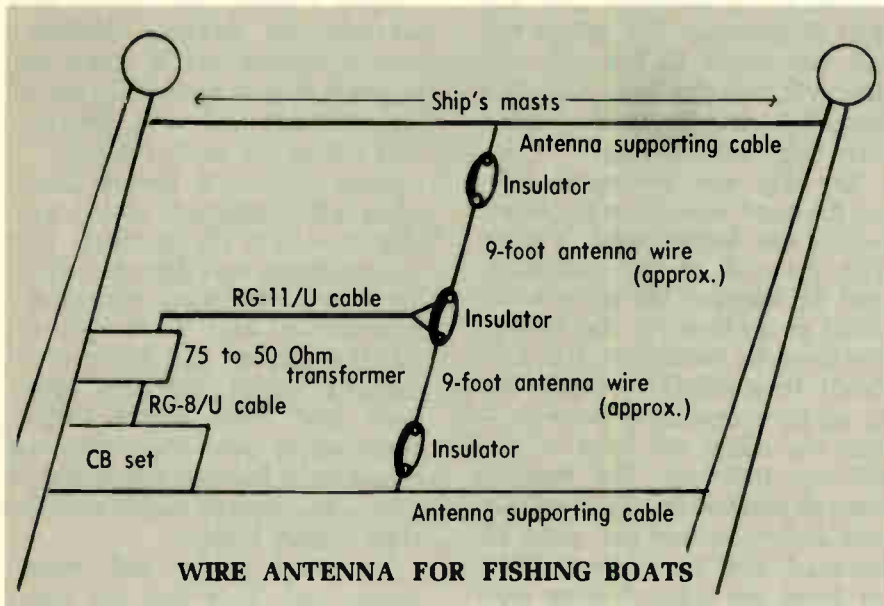 Ship's masts
Antenna supporting cable
Insulator
9-foot antenna wire
(approx.)
RG-11/U cable
Insulator
75 to 50 Ohm
transformer
9-foot antenna wire
(approx.)
RG-8/U cable
Insulator
CB set
Antenna supporting cable
WIRE ANTENNA FOR FISHING BOATS